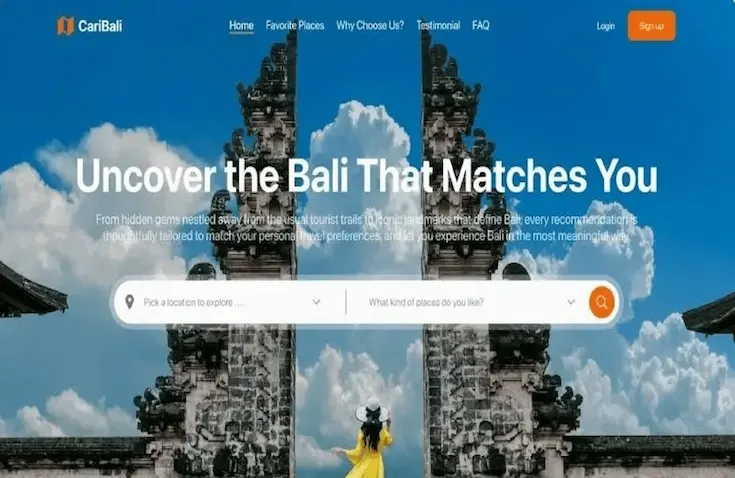 CariBali
Home Favorite Places Why Choose Us? Testimonial FAQ
Login Sign up
Uncover the Bali That Matches You
From hidden gems nestled away from the usual tourist trails to iconic landmarks that define Bali, every recommendation is
thoughtfully tailored to match your personal travel preferences, and let you experience Bali in the most meaningful way.
Pick a location to explore . . . .
What kind of places do you like?